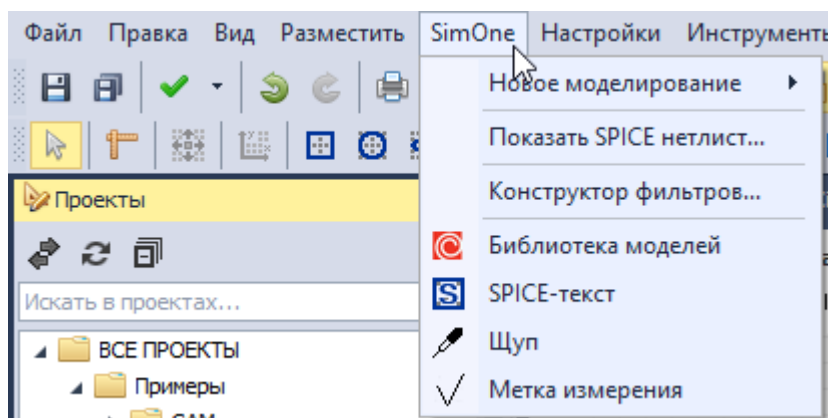 Файл Правка Вид Разместить SimOne Настройки Инструменты
Новое моделирование
Показать SPICE нетлист...
Проекты
Конструктор фильтров...
Библиотека моделей
Искать в проектах...
SPICE-текст
ВСЕ ПРОЕКТЫ
Щуп
Примеры
Метка измерения